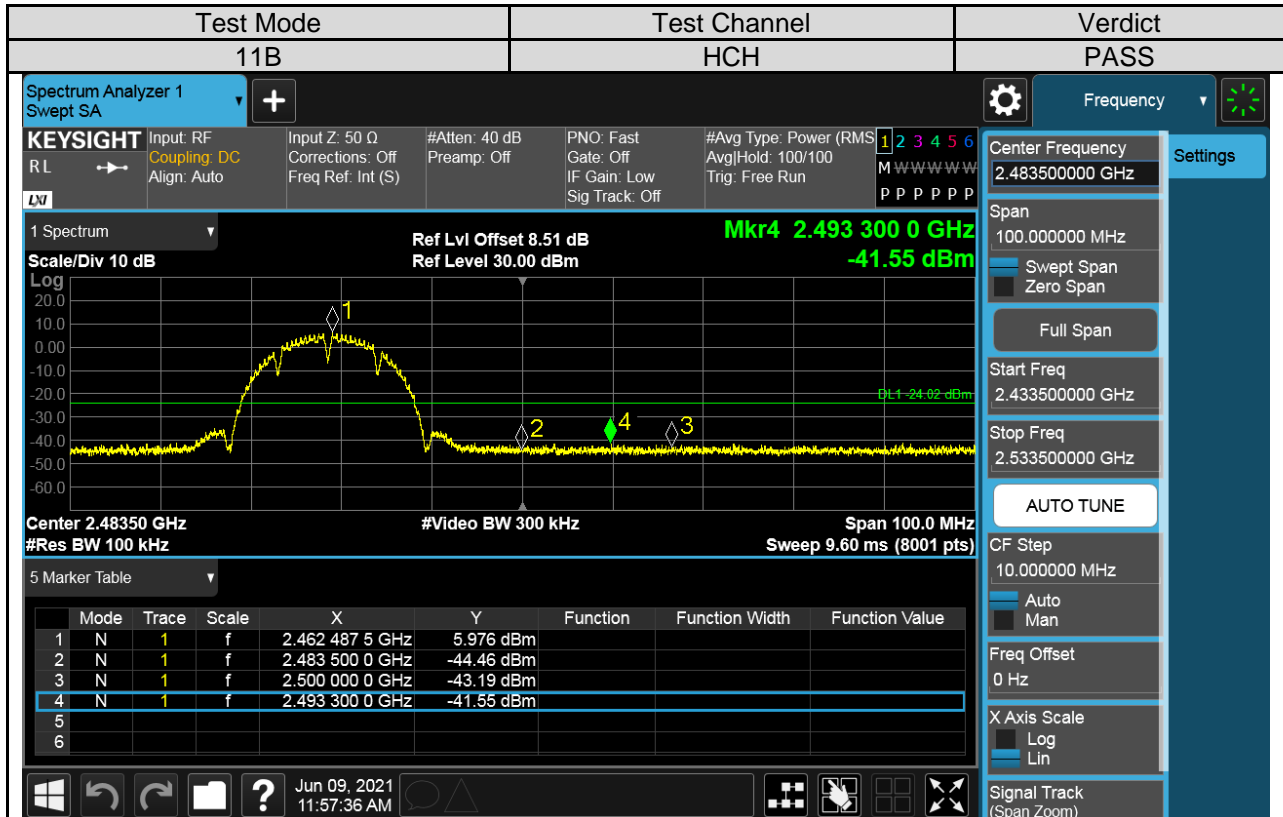 Test Mode Test Channel Verdict
11B HCH PASS
Spectrum Analyzer 1
Swept SA
+
Frequency
KEYSIGHT Input: RF Input Z: 50 Ω #Atten: 40 dB PNO: Fast #Avg Type: Power (RMS 1 2 3 4 5 6
RL Coupling: DC Corrections: Off Preamp: Off Gate: Off Avg|Hold: 100/100 M W W W W W
Align: Auto Freq Ref: Int (S) IF Gain: Low Trig: Free Run
LXI Sig Track: Off P P P P P P
Center Frequency
2.483500000 GHz
Settings
1 Spectrum
Ref Lvl Offset 8.51 dB
Mkr4 2.493 300 0 GHz
Scale/Div 10 dB Ref Level 30.00 dBm -41.55 dBm
Log
20.0
10.0
0.00
-10.0
-20.0
-30.0
-40.0
-50.0
-60.0
1
DL1 -24.02 dBm
2 4 3
Center 2.48350 GHz #Video BW 300 kHz Span 100.0 MHz
#Res BW 100 kHz Sweep 9.60 ms (8001 pts)
Span
100.000000 MHz
Swept Span
Zero Span
Full Span
Start Freq
2.433500000 GHz
Stop Freq
2.533500000 GHz
AUTO TUNE
CF Step
10.000000 MHz
Auto
Man
Freq Offset
0 Hz
X Axis Scale
Log
Lin
Signal Track
(Span Zoom)
5 Marker Table
Mode Trace Scale X Y Function Function Width Function Value
1 N 1 f 2.462 487 5 GHz 5.976 dBm
2 N 1 f 2.483 500 0 GHz -44.46 dBm
3 N 1 f 2.500 000 0 GHz -43.19 dBm
4 N 1 f 2.493 300 0 GHz -41.55 dBm
5
6
? Jun 09, 2021
11:57:36 AM